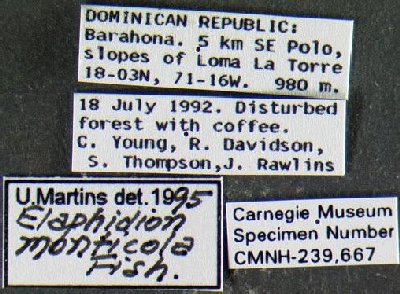 DOMINICAN REPUBLIC:
Barahona. 5 km SE Polo,
slopes of Loma La Torre
18-03N, 71-16W. 980 m.
18 July 1992. Disturbed
forest with coffee.
C. Young, R. Davidson,
S. Thompson,J. Rawlins
U.Martins det.1995
Elaphidion
monticola
Fish.
Carnegie Museum
Specimen Number
CMNH-239,667